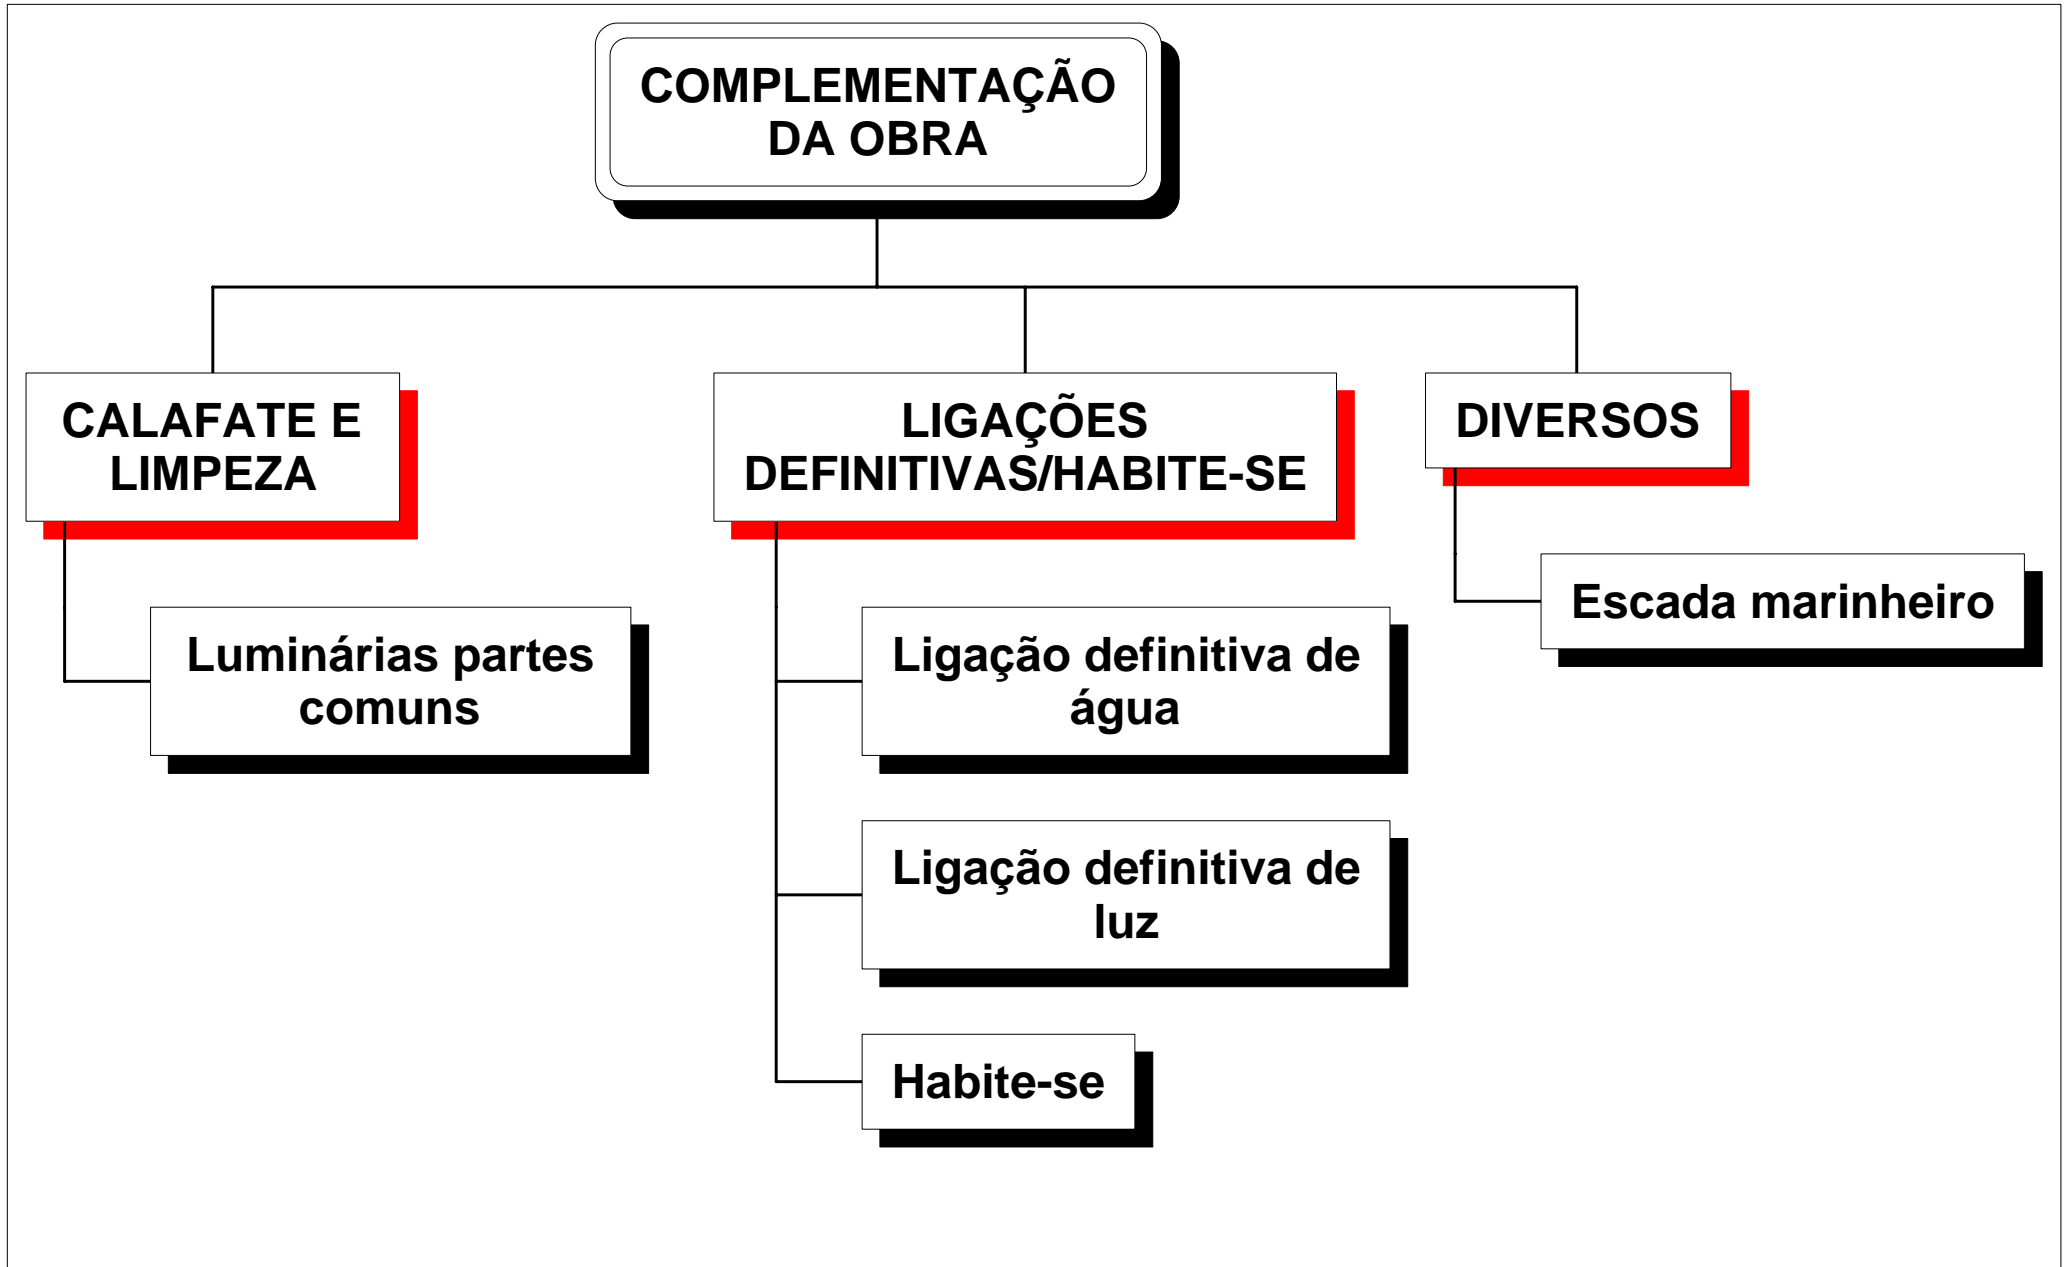 COMPLEMENTAÇÃO
DA OBRA
CALAFATE E
LIMPEZA
LIGAÇÕES
DEFINITIVAS/HABITE-SE
DIVERSOS
Luminárias partes
comuns
Ligação definitiva de
água
Ligação definitiva de
luz
Habite-se
Escada marinheiro